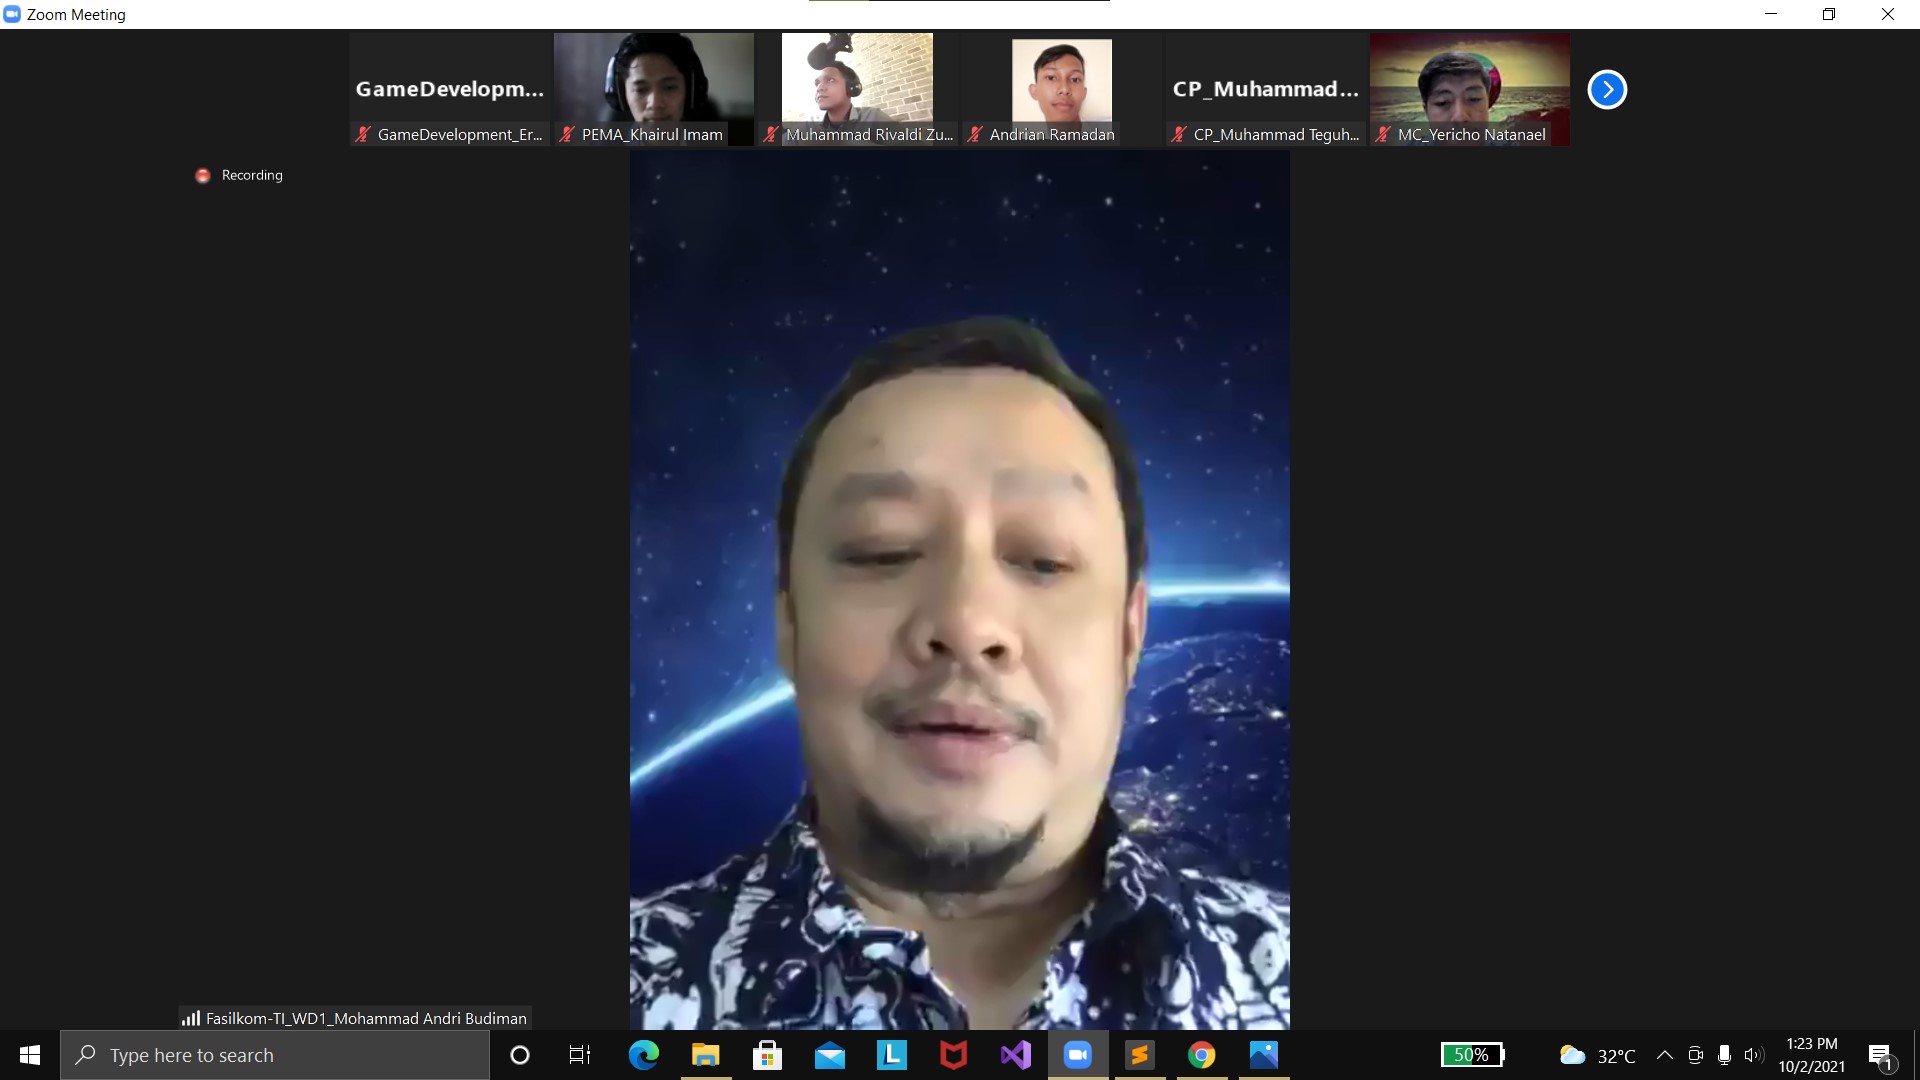 Zoom Meeting
GameDevelopm...
CP_Muhammad...
GameDevelopment_Er...
PEMA_Khairul Imam
Muhammad Rivaldi Zu...
Andrian Ramadan
CP_Muhammad Teguh...
MC_Yericho Natanael
Recording
Fasilkom-TI_WD1_Mohammad Andri Budiman
Type here to search
L
S
50%
32°C
1:23 PM
10/2/2021
1